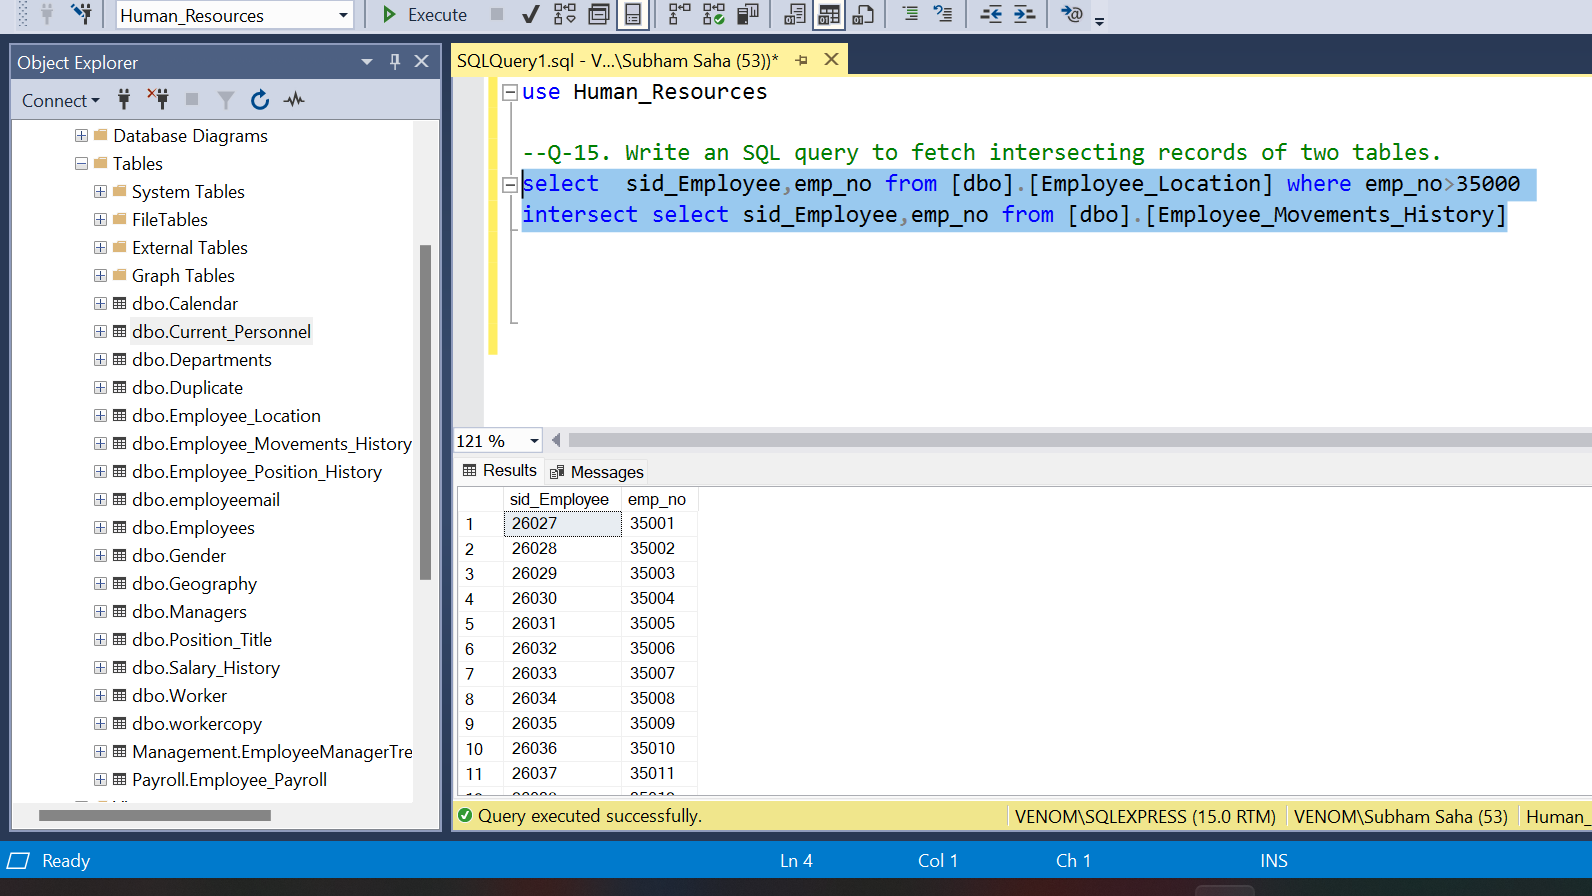 Human_Resources
Execute
Object Explorer
Connect
Database Diagrams
Tables
System Tables
FileTables
External Tables
Graph Tables
dbo.Calendar
dbo.Current_Personnel
dbo.Departments
dbo.Duplicate
dbo.Employee_Location
dbo.Employee_Movements_History
dbo.Employee_Position_History
dbo.employeemail
dbo.Employees
dbo.Gender
dbo.Geography
dbo.Managers
dbo.Position_Title
dbo.Salary_History
dbo.Worker
dbo.workercopy
Management.EmployeeManagerTre
Payroll.Employee_Payroll
SQLQuery1.sql - V...\Subham Saha (53))*
use Human_Resources
--Q-15. Write an SQL query to fetch intersecting records of two tables.
select  sid_Employee,emp_no from [dbo].[Employee_Location] where emp_no>35000
intersect select sid_Employee,emp_no from [dbo].[Employee_Movements_History]
121 %
Results Messages
sid_Employee emp_no
1 26027 35001
2 26028 35002
3 26029 35003
4 26030 35004
5 26031 35005
6 26032 35006
7 26033 35007
8 26034 35008
9 26035 35009
10 26036 35010
11 26037 35011
Query executed successfully. VENOM\SQLEXPRESS (15.0 RTM) VENOM\Subham Saha (53) Human_
Ready Ln 4 Col 1 Ch 1 INS